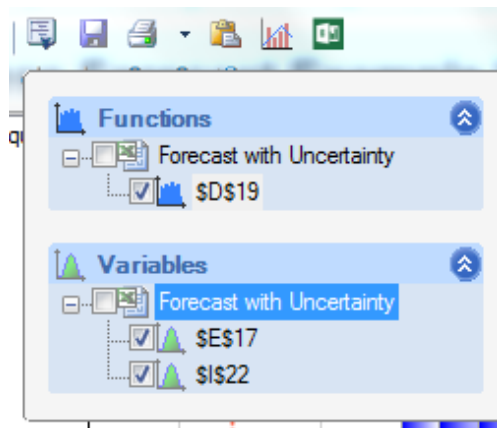 Functions
Forecast with Uncertainty
$D$19
Variables
Forecast with Uncertainty
$E$17
$I$22